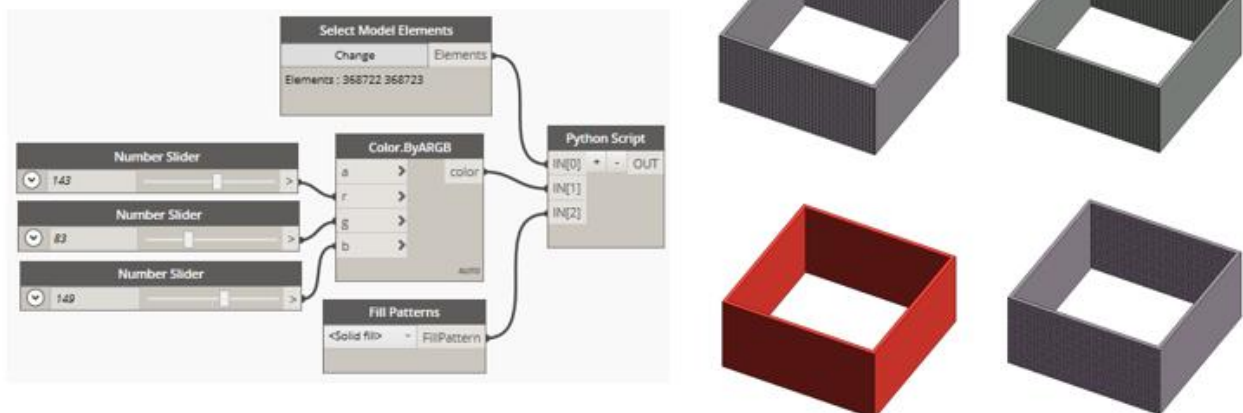 Select Model Elements
Change Elements
Elements : 368722 368723
Number Slider
143 >
Number Slider
83 >
Number Slider
149 >
Color.ByARGB
a > color
r >
g >
b >
AUTO
Fill Patterns
<Solid fill> FillPattern
Python Script
IN[0] + - OUT
IN[1]
IN[2]